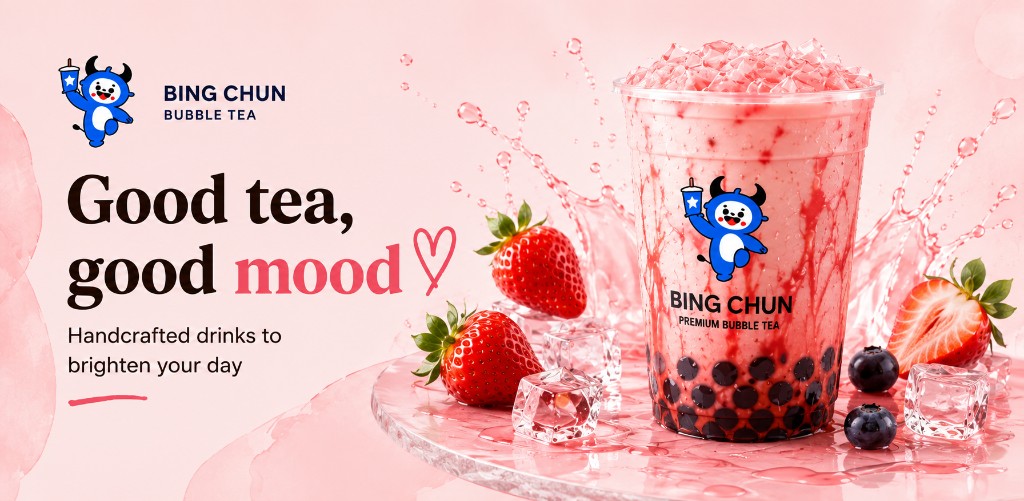 BING CHUN
BUBBLE TEA
Good tea,
good mood
Handcrafted drinks to
brighten your day
BING CHUN
PREMIUM BUBBLE TEA